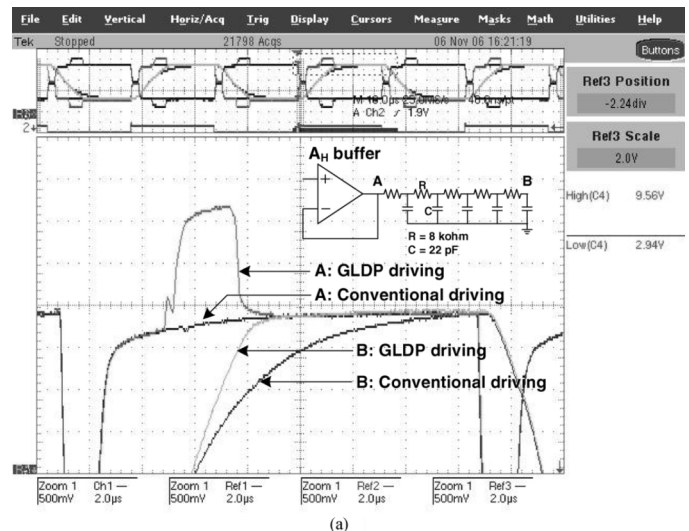 File Edit Vertical Horiz/Acq Trig Display Cursors Measure Masks Math Utilities Help
Tek Stopped 21798 Acqs 06 Nov 06 16:21:19
Buttons
Ref3 Position
-2.24div
Ref3 Scale
2.0V
High(C4) 9.56V
Low(C4) 2.94V
A Ch2 1.9V
2
AH buffer
A R B
C
R = 8 kohm
C = 22 pF
A: GLDP driving
A: Conventional driving
B: GLDP driving
B: Conventional driving
Zoom 1 Ch1 Zoom 1 Ref1 Zoom 1 Ref2 Zoom 1 Ref3
500mV 2.0µs 500mV 2.0µs 500mV 2.0µs 500mV 2.0µs
(a)